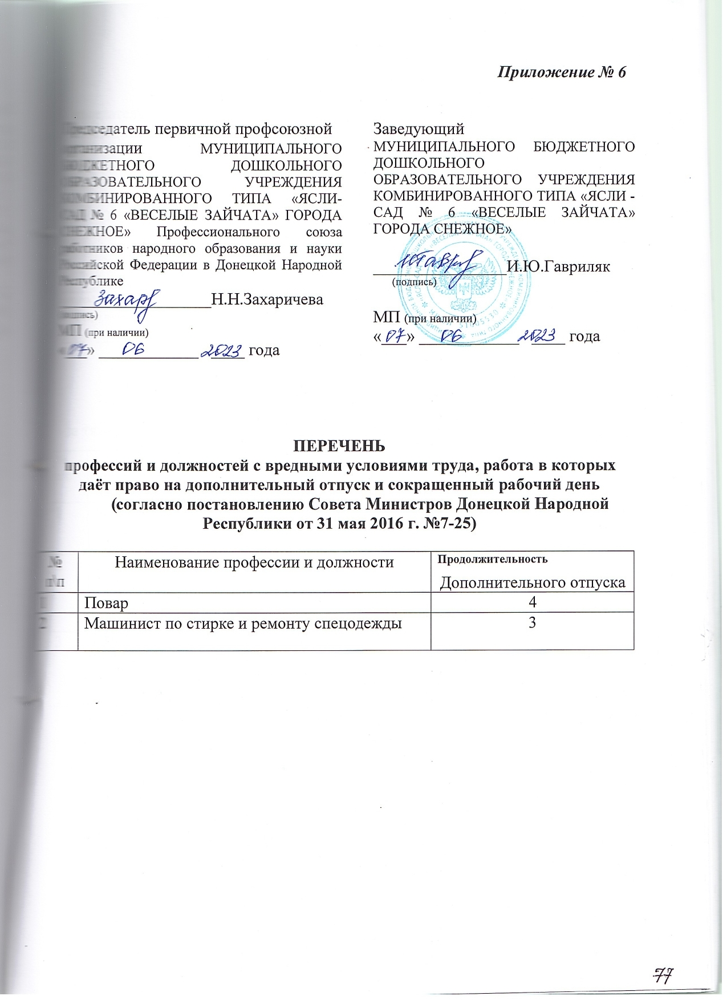 Приложение № 6
Председатель первичной профсоюзной
организации МУНИЦИПАЛЬНОГО
БЮДЖЕТНОГО ДОШКОЛЬНОГО
ОБРАЗОВАТЕЛЬНОГО УЧРЕЖДЕНИЯ
КОМБИНИРОВАННОГО ТИПА «ЯСЛИ-
САД № 6 «ВЕСЕЛЫЕ ЗАЙЧАТА» ГОРОДА
СНЕЖНОЕ» Профессионального союза
работников народного образования и науки
Российской Федерации в Донецкой Народной
Республике
Захар Н.Н.Захаричева
(подпись)
МП (при наличии)
«07» 06 2023 года
Заведующий
МУНИЦИПАЛЬНОГО БЮДЖЕТНОГО
ДОШКОЛЬНОГО
ОБРАЗОВАТЕЛЬНОГО УЧРЕЖДЕНИЯ
КОМБИНИРОВАННОГО ТИПА «ЯСЛИ -
САД № 6 «ВЕСЕЛЫЕ ЗАЙЧАТА»
ГОРОДА СНЕЖНОЕ»
И.Ю.Гавриляк
(подпись)
МП (при наличии)
«07» 06 2023 года
ПЕРЕЧЕНЬ
профессий и должностей с вредными условиями труда, работа в которых
даёт право на дополнительный отпуск и сокращенный рабочий день
(согласно постановлению Совета Министров Донецкой Народной
Республики от 31 мая 2016 г. №7-25)
№ п\п Наименование профессии и должности Продолжительность Дополнительного отпуска
1 Повар 4
2 Машинист по стирке и ремонту спецодежды 3
77